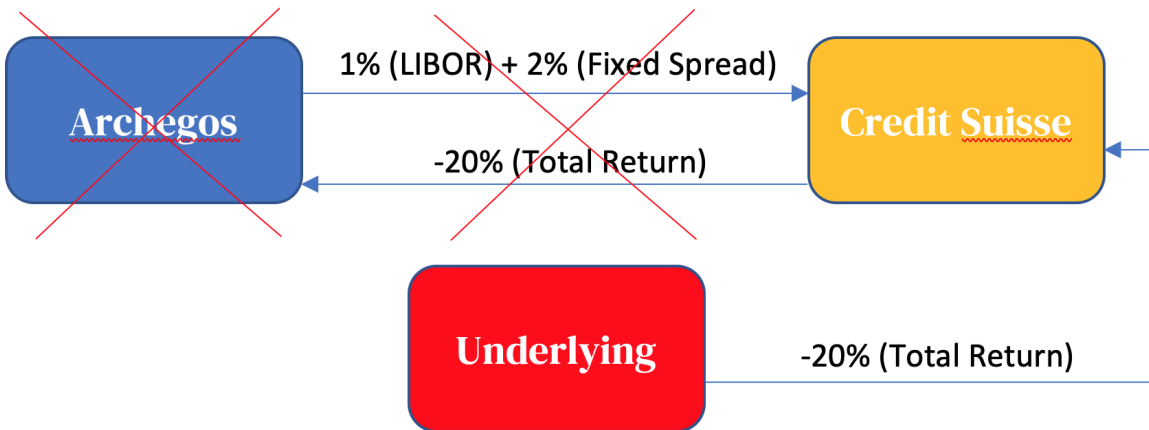 1% (LIBOR) + 2% (Fixed Spread)
Archegos
Credit Suisse
-20% (Total Return)
Underlying
-20% (Total Return)